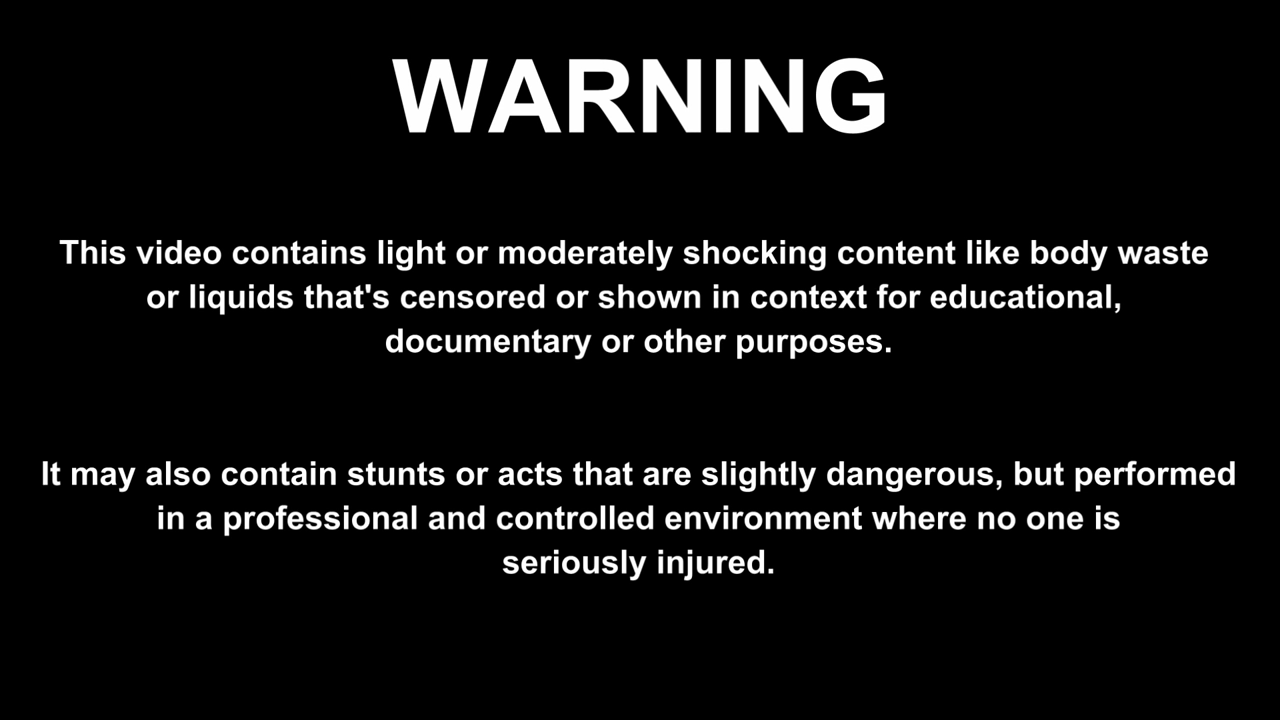 WARNING
This video contains light or moderately shocking content like body waste
or liquids that's censored or shown in context for educational,
documentary or other purposes.
It may also contain stunts or acts that are slightly dangerous, but performed
in a professional and controlled environment where no one is
seriously injured.